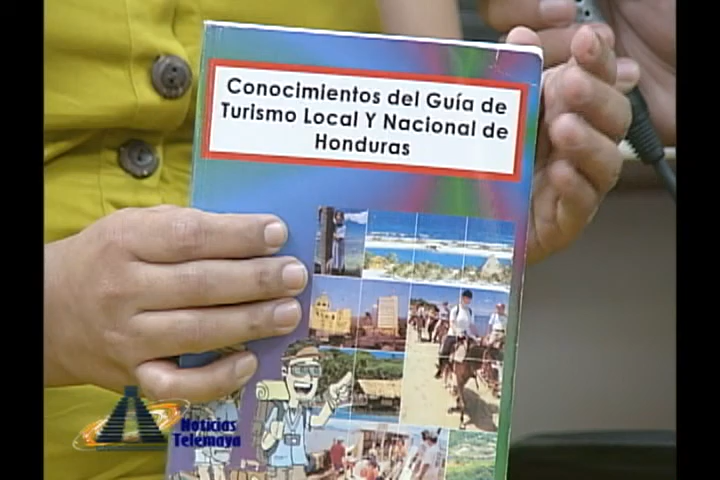 Conocimientos del Guía de
Turismo Local Y Nacional de
Honduras
Noticias
Telemaya